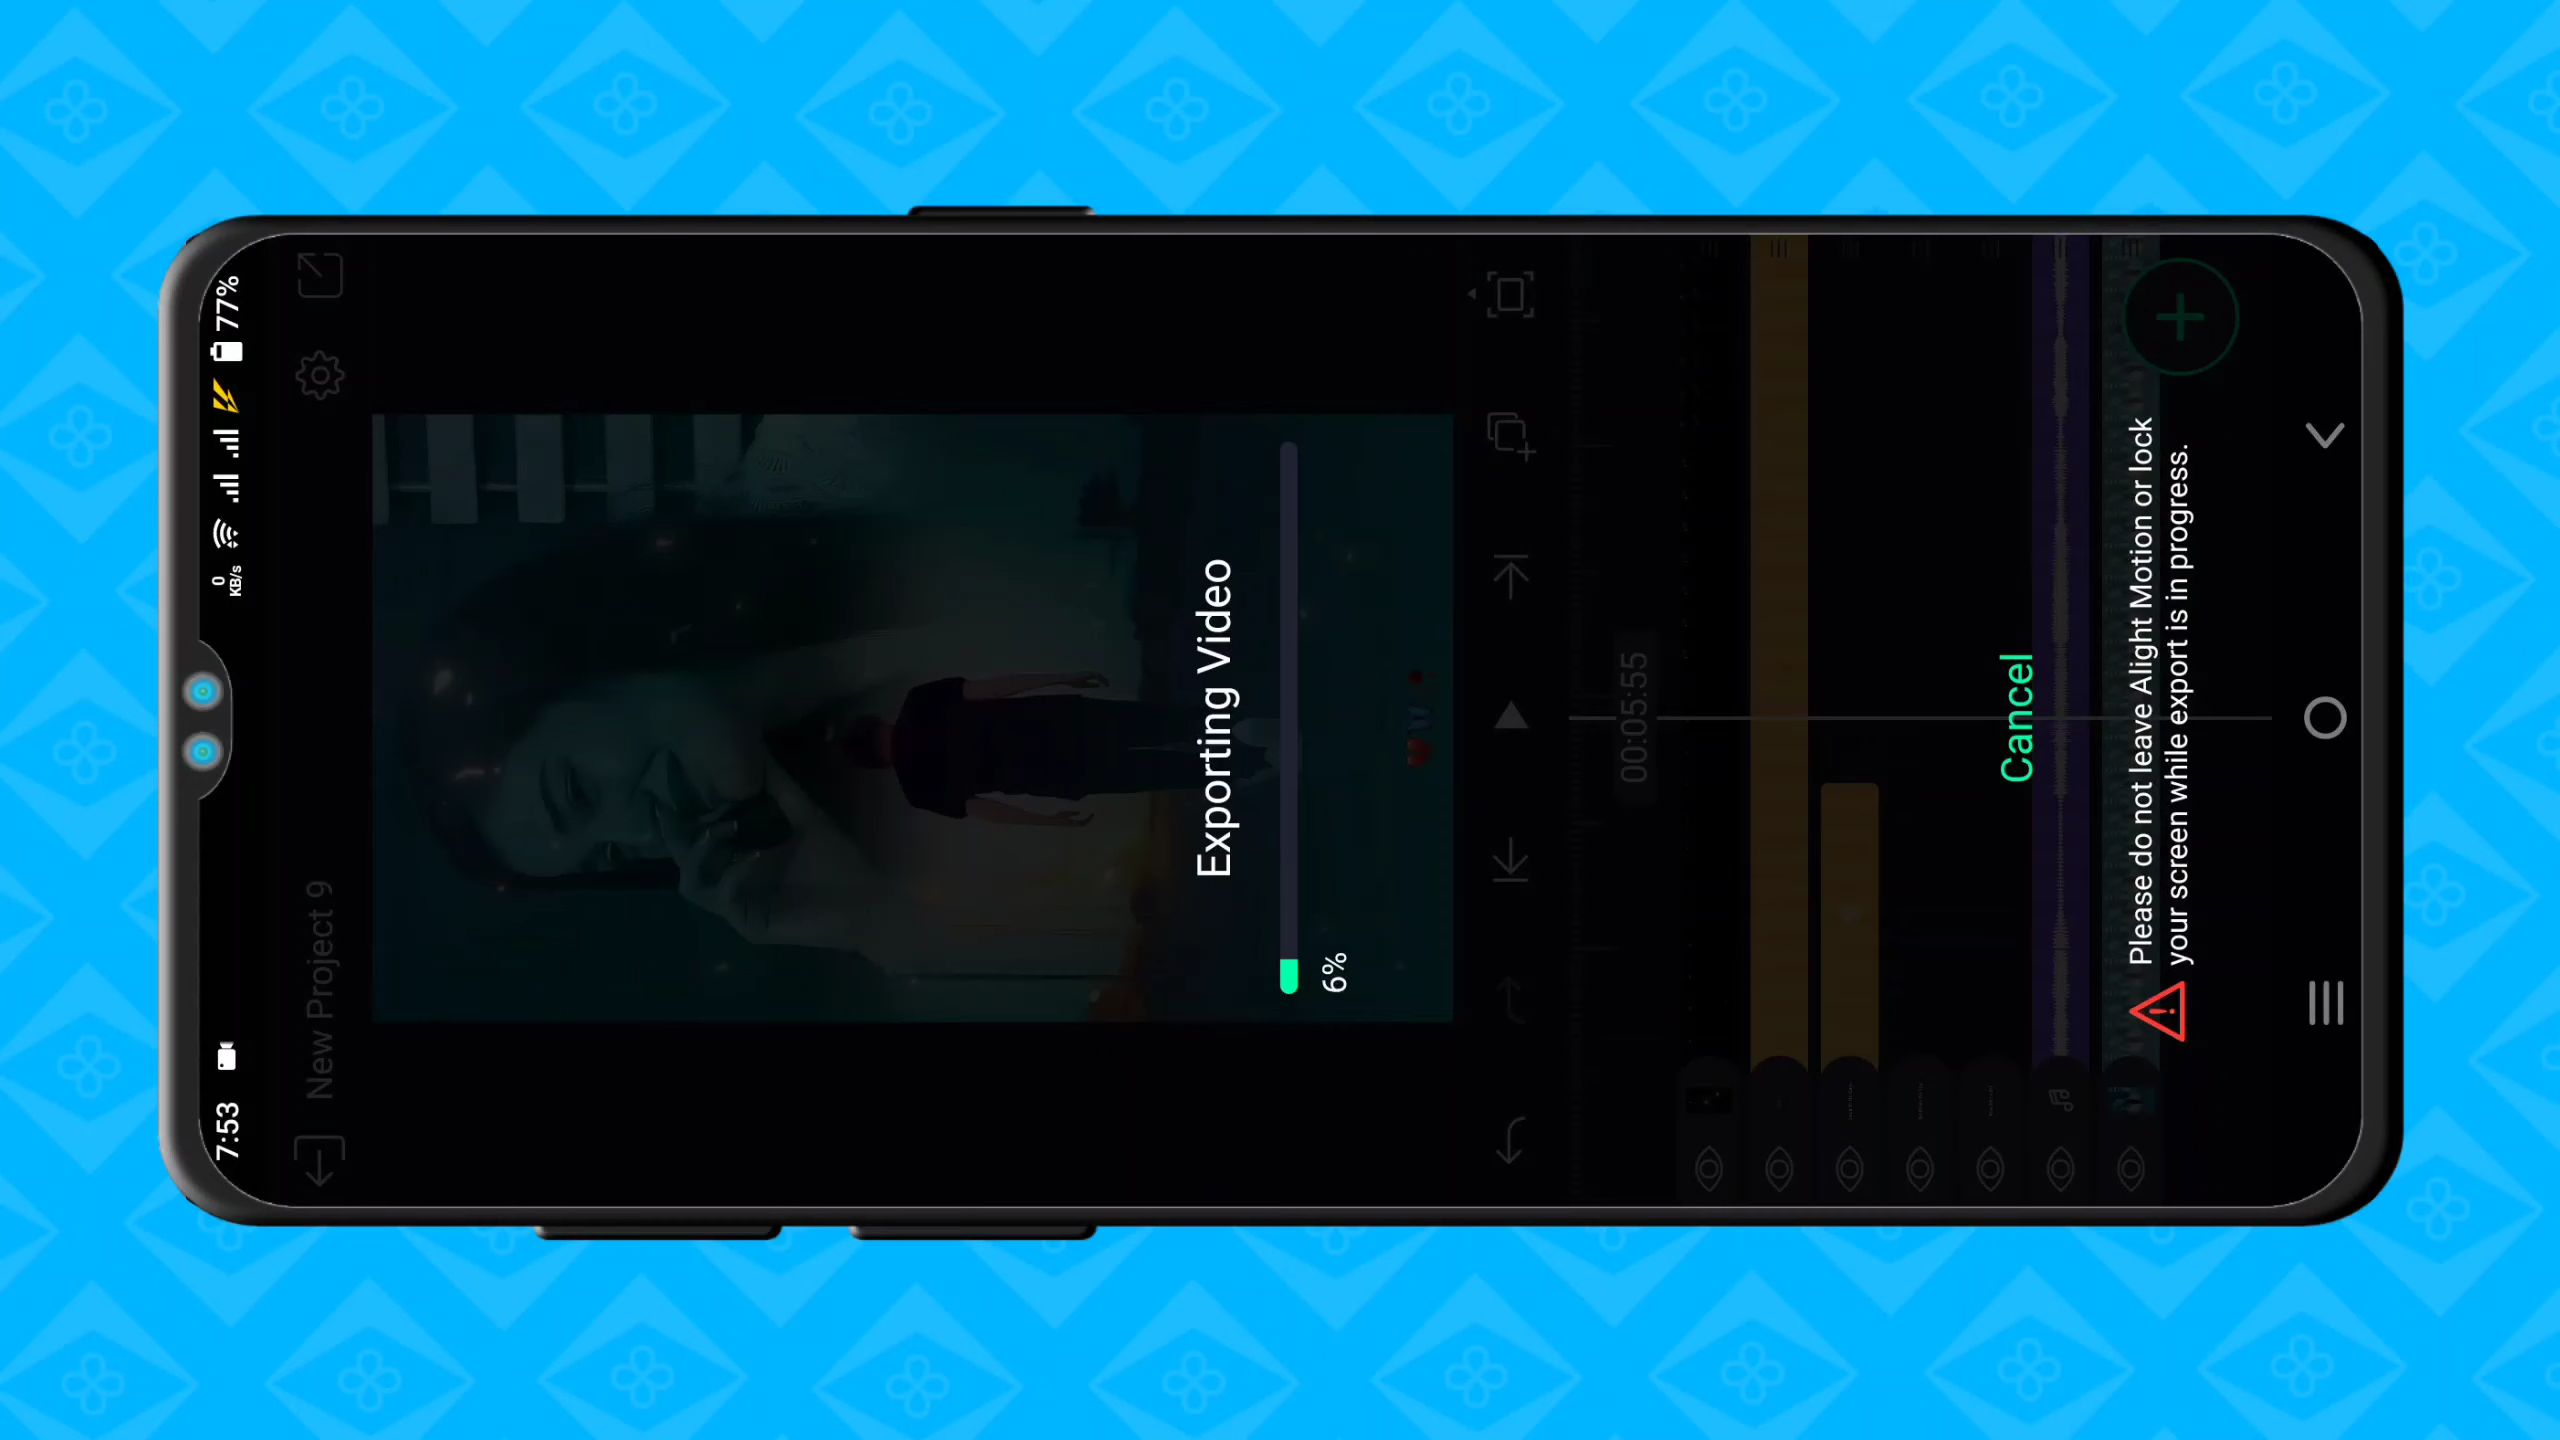 7:53
0
KB/s
77%
New Project 9
Exporting Video
6%
00:05:55
Cancel
Please do not leave Alight Motion or lock
your screen while export is in progress.